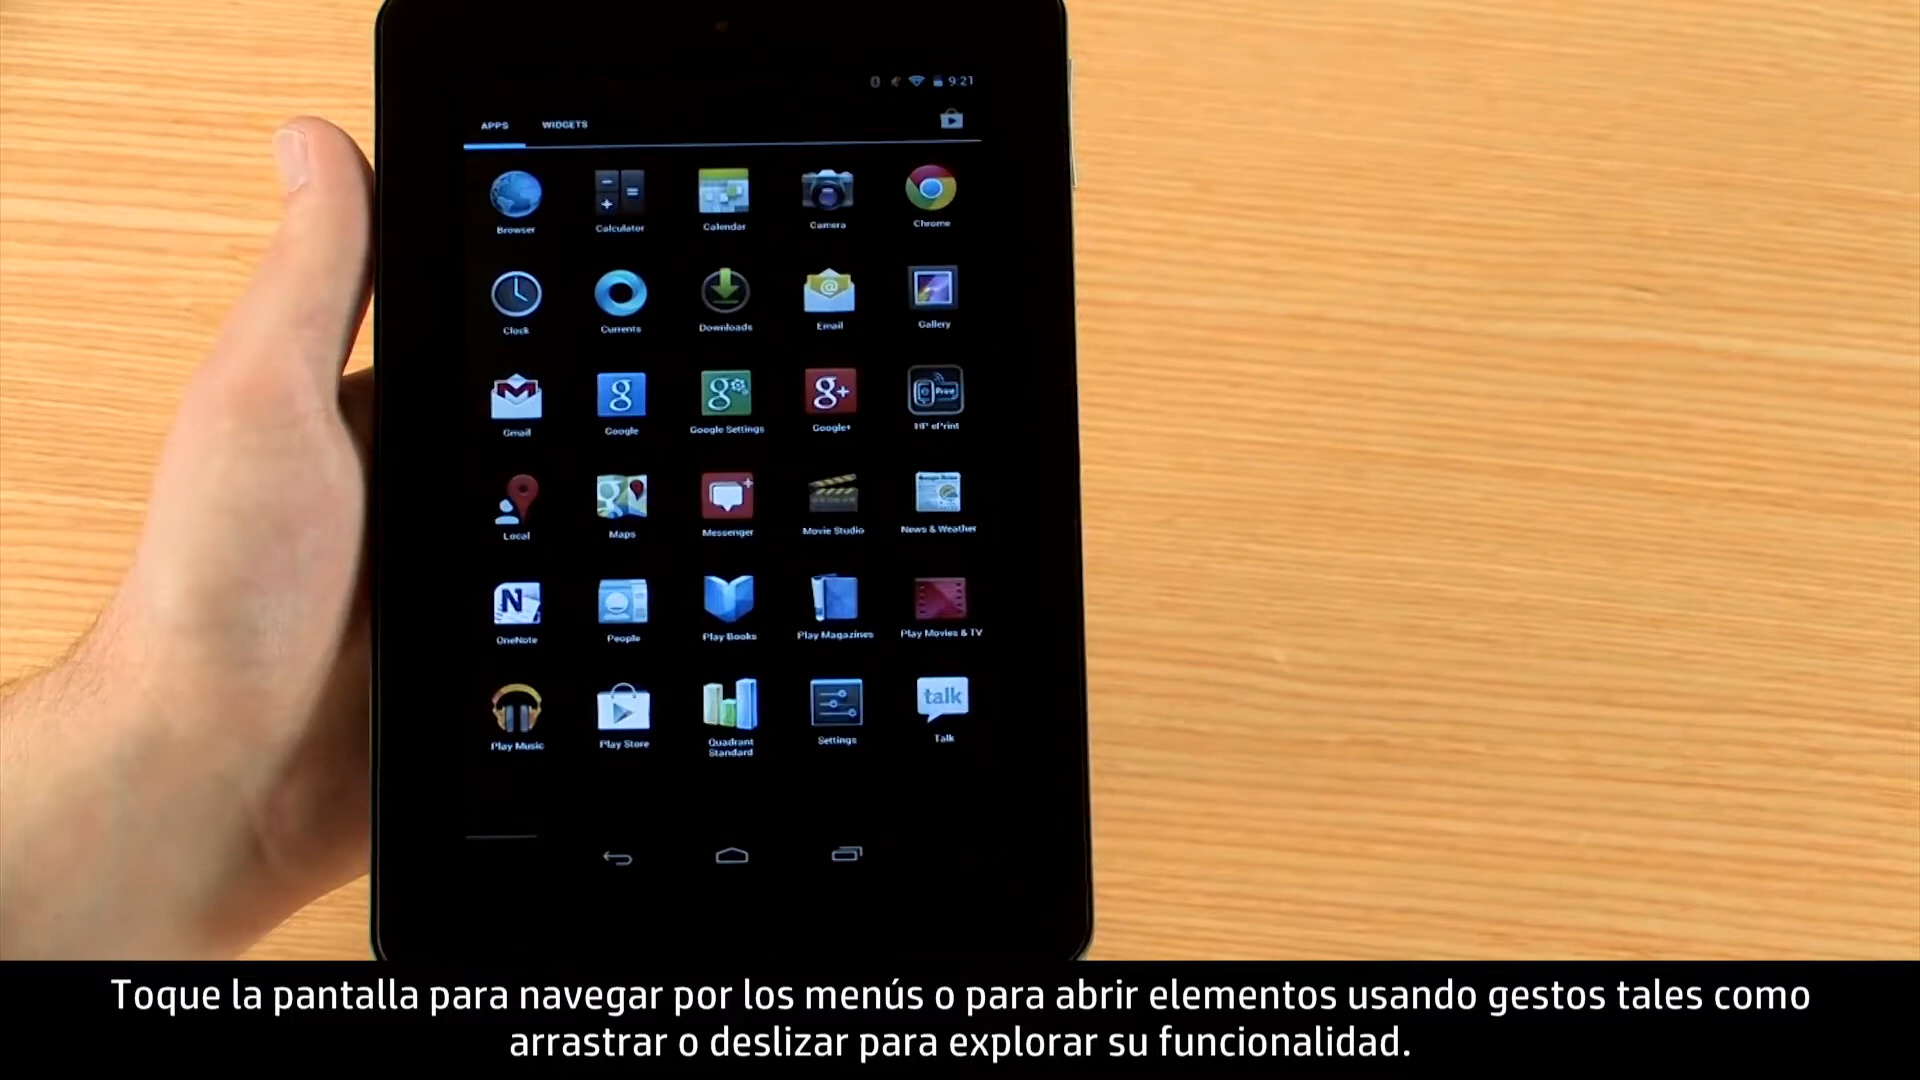 9:21
APPS WIDGETS
Browser Calculator Calendar Camera Chrome
Clock Currents Downloads Email Gallery
Gmail Google Google Settings Google+ HP ePrint
Local Maps Messenger Movie Studio News & Weather
OneNote People Play Books Play Magazines Play Movies & TV
talk
Play Music Play Store Quadrant Standard Settings Talk
Toque la pantalla para navegar por los menús o para abrir elementos usando gestos tales como
arrastrar o deslizar para explorar su funcionalidad.